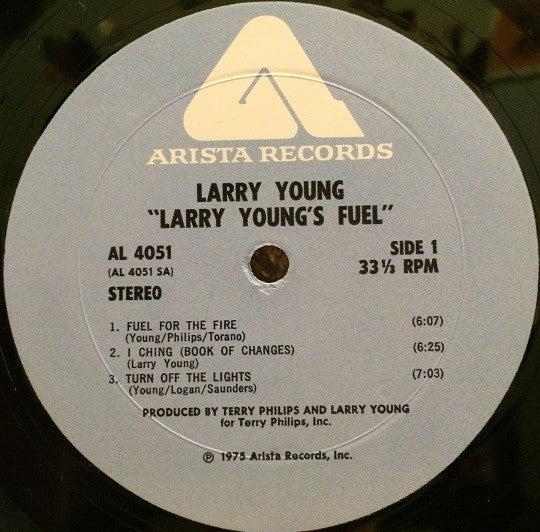 ARISTA RECORDS
LARRY YOUNG
"LARRY YOUNG'S FUEL"
AL 4051
(AL 4051 SA)
STEREO
SIDE 1
33⅓ RPM
1. FUEL FOR THE FIRE (6:07)
(Young/Philips/Torano)
2. I CHING (BOOK OF CHANGES) (6:25)
(Larry Young)
3. TURN OFF THE LIGHTS (7:03)
(Young/Logan/Saunders)
PRODUCED BY TERRY PHILIPS AND LARRY YOUNG
for Terry Philips, Inc.
℗ 1975 Arista Records, Inc.